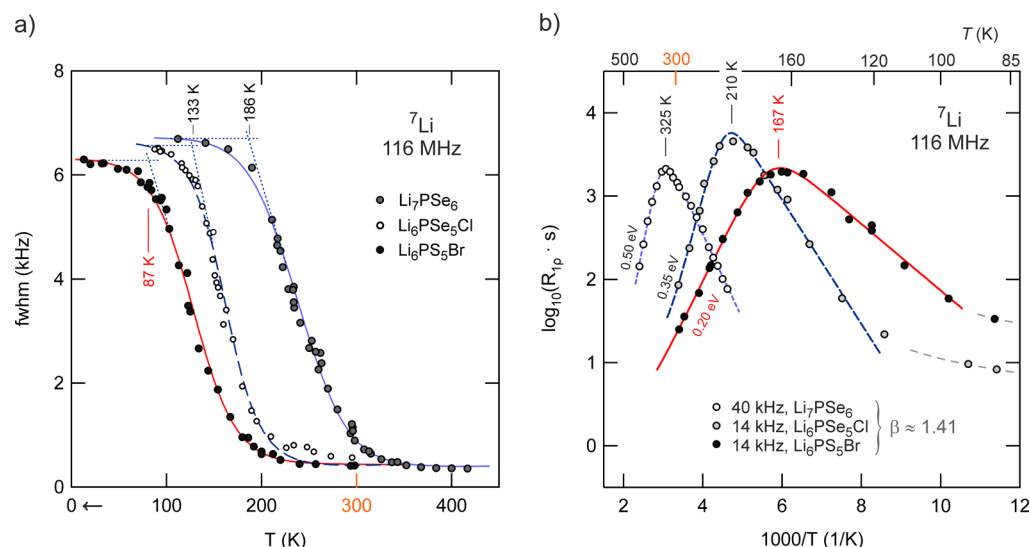 a)
8
6
4
2
0
fwhm (kHz)
0 ←
100
200
300
400
T (K)
133 K
186 K
87 K
⁷Li
116 MHz
Li₇PSe₆
Li₆PSe₅Cl
Li₆PS₅Br
b)
T (K)
500
300
160
120
100
85
325 K
210 K
167 K
⁷Li
116 MHz
4
3
2
1
0
log₁₀(R₁ρ · s)
0.50 eV
0.35 eV
0.20 eV
40 kHz, Li₇PSe₆
14 kHz, Li₆PSe₅Cl
14 kHz, Li₆PS₅Br
β ≈ 1.41
2
4
6
8
10
12
1000/T (1/K)